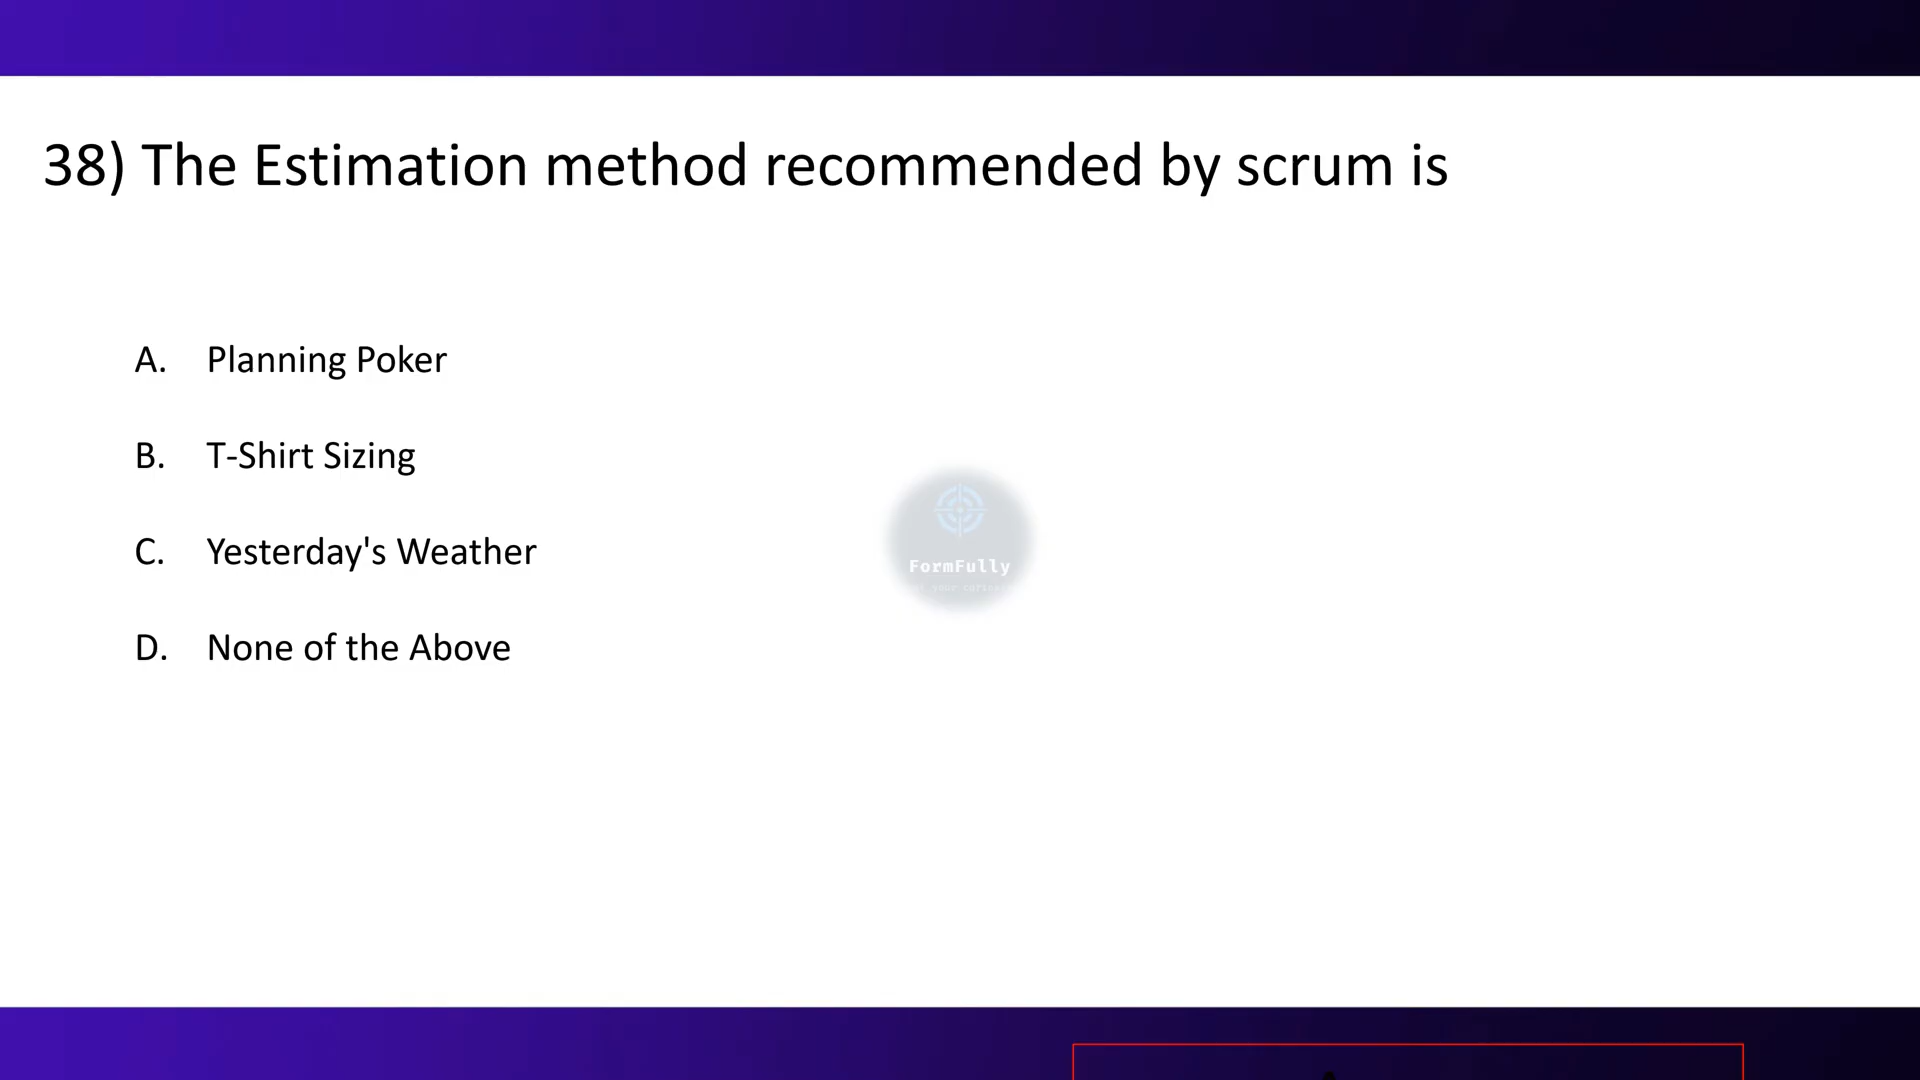 38) The Estimation method recommended by scrum is
A. Planning Poker
B. T-Shirt Sizing
C. Yesterday's Weather
D. None of the Above
FormFully